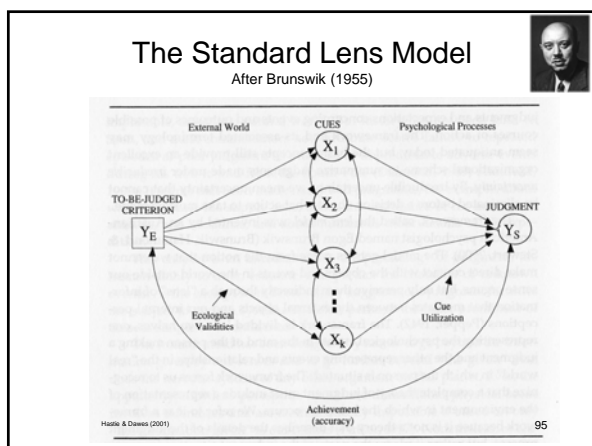 The Standard Lens Model
After Brunswik (1955)
External World CUES Psychological Processes
X1
TO-BE-JUDGED
CRITERION
X2
JUDGMENT
YE
YS
X3
Ecological
Validities
Cue
Utilization
Xk
Achievement
(accuracy)
Hastie & Dawes (2001)
95